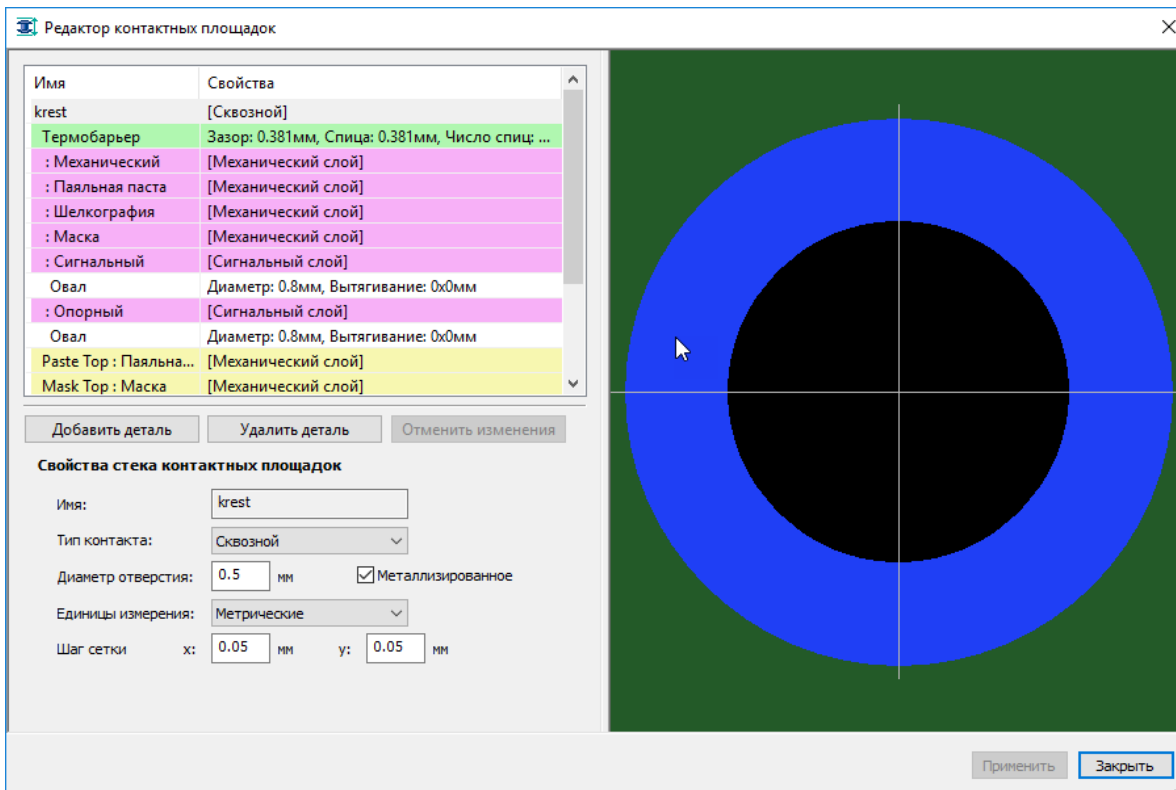 Редактор контактных площадок
Имя Свойства
krest [Сквозной]
Термобарьер Зазор: 0.381мм, Спица: 0.381мм, Число спиц: ...
: Механический [Механический слой]
: Паяльная паста [Механический слой]
: Шелкография [Механический слой]
: Маска [Механический слой]
: Сигнальный [Сигнальный слой]
Овал Диаметр: 0.8мм, Вытягивание: 0x0мм
: Опорный [Сигнальный слой]
Овал Диаметр: 0.8мм, Вытягивание: 0x0мм
Paste Top : Паяльна... [Механический слой]
Mask Top : Маска [Механический слой]
Добавить деталь Удалить деталь Отменить изменения
Свойства стека контактных площадок
Имя: krest
Тип контакта: Сквозной
Диаметр отверстия: 0.5 мм Металлизированное
Единицы измерения: Метрические
Шаг сетки x: 0.05 мм y: 0.05 мм
Применить Закрыть